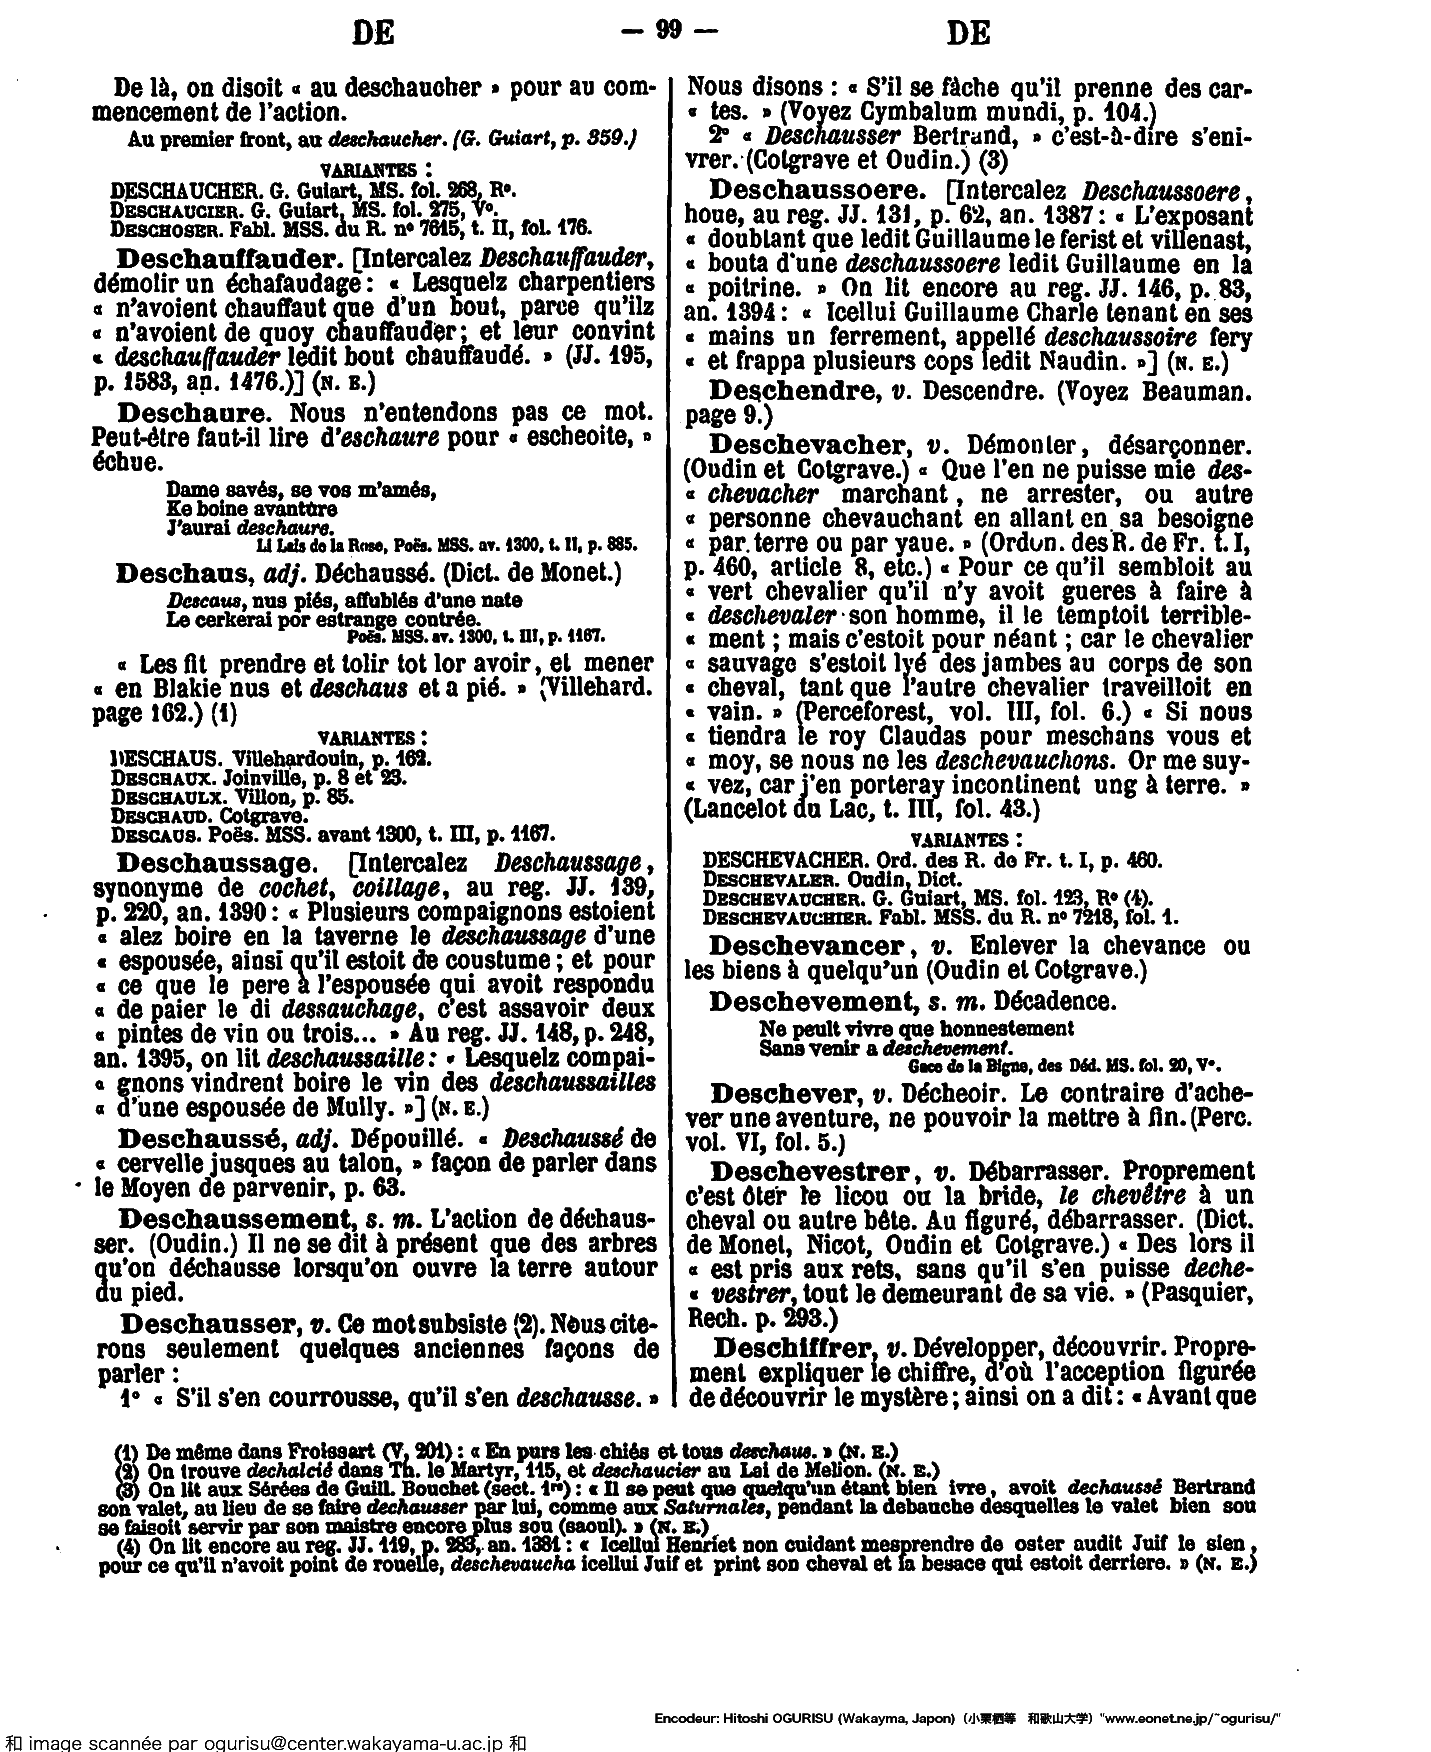 DE — 99 — DE
De là, on disoit « au deschaucher » pour au com-
mencement de l'action.
Au premier front, au deschaucher. (G. Guiart, p. 359.)
VARIANTES :
DESCHAUCHER. G. Guiart, MS. fol. 268, R°.
DESCHAUCIER. G. Guiart, MS. fol. 275, V°.
DESCHOSER. Fabl. MSS. du R. n° 7615, t. II, fol. 176.
Deschauffauder. [Intercalez Deschauffauder,
démolir un échafaudage : « Lesquelz charpentiers
« n'avoient chauffaut que d'un bout, parce qu'ilz
« n'avoient de quoy chauffauder ; et leur convint
« deschauffauder ledit bout chauffaudé. » (JJ. 195,
p. 1583, an. 1476.)] (N. E.)
Deschaure. Nous n'entendons pas ce mot.
Peut-être faut-il lire d'eschaure pour « escheoite, »
échue.
Dame savés, se vos m'amés,
Ke boine avanture
J'aurai deschaure.
Li Lais de la Rose, Poës. MSS. av. 1300, t. II, p. 885.
Deschaus, adj. Déchaussé. (Dict. de Monet.)
Descaus, nus piés, affublés d'une nate
Le cerkerai por estrange contrée.
Poës. MSS. av. 1300, t. III, p. 1167.
« Les fit prendre et tolir tot lor avoir, et mener
« en Blakie nus et deschaus et a pié. » (Villehard.
page 162.) (1)
VARIANTES :
DESCHAUS. Villehardouin, p. 162.
DESCHAUX. Joinville, p. 8 et 23.
DESCHAULX. Villon, p. 85.
DESCHAUD. Cotgrave.
DESCAUS. Poës. MSS. avant 1300, t. III, p. 1167.
Deschaussage. [Intercalez Deschaussage,
synonyme de cochet, coillage, au reg. JJ. 139,
p. 220, an. 1390 : « Plusieurs compaignons estoient
« alez boire en la taverne le deschaussage d'une
« espousée, ainsi qu'il estoit de coustume ; et pour
« ce que le pere à l'espousée qui avoit respondu
« de paier le di dessauchage, c'est assavoir deux
« pintes de vin ou trois... » Au reg. JJ. 148, p. 248,
an. 1395, on lit deschaussaille : « Lesquelz compai-
« gnons vindrent boire le vin des deschaussailles
« d'une espousée de Mully. »] (N. E.)
Deschaussé, adj. Dépouillé. « Deschaussé de
« cervelle jusques au talon, » façon de parler dans
le Moyen de parvenir, p. 63.
Deschaussement, s. m. L'action de déchaus-
ser. (Oudin.) Il ne se dit à présent que des arbres
qu'on déchausse lorsqu'on ouvre la terre autour
du pied.
Deschausser, v. Ce mot subsiste (2). Nous cite-
rons seulement quelques anciennes façons de
parler :
1° « S'il s'en courrousse, qu'il s'en deschausse. »
Nous disons : « S'il se fâche qu'il prenne des car-
« tes. » (Voyez Cymbalum mundi, p. 104.)
2° « Deschausser Bertrand, » c'est-à-dire s'eni-
vrer. (Cotgrave et Oudin.) (3)
Deschaussoere. [Intercalez Deschaussoere,
houe, au reg. JJ. 131, p. 62, an. 1387 : « L'exposant
« doublant que ledit Guillaume le ferist et villenast,
« bouta d'une deschaussoere ledit Guillaume en la
« poitrine. » On lit encore au reg. JJ. 146, p. 83,
an. 1394 : « Icellui Guillaume Charle tenant en ses
« mains un ferrement, appellé deschaussoire fery
« et frappa plusieurs cops ledit Naudin. »] (N. E.)
Deschendre, v. Descendre. (Voyez Beauman.
page 9.)
Deschevacher, v. Démonter, désarçonner.
(Oudin et Cotgrave.) « Que l'en ne puisse mie des-
« chevacher marchant, ne arrester, ou autre
« personne chevauchant en allant en sa besoigne
« par terre ou par yaue. » (Ordon. des R. de Fr. t. I,
p. 460, article 8, etc.) « Pour ce qu'il sembloit au
« vert chevalier qu'il n'y avoit gueres à faire à
« deschevaler son homme, il le temptoit terrible-
« ment ; mais c'estoit pour néant ; car le chevalier
« sauvage s'estoit lyé des jambes au corps de son
« cheval, tant que l'autre chevalier traveilloit en
« vain. » (Perceforest, vol. III, fol. 6.) « Si nous
« tiendra le roy Claudas pour meschans vous et
« moy, se nous ne les deschevauchons. Or me suy-
« vez, car j'en porteray incontinent ung à terre. »
(Lancelot du Lac, t. III, fol. 43.)
VARIANTES :
DESCHEVACHER. Ord. des R. de Fr. t. I, p. 460.
DESCHEVALER. Oudin, Dict.
DESCHEVAUCHER. G. Guiart, MS. fol. 123, R° (4).
DESCHEVAUCHIER. Fabl. MSS. du R. n° 7218, fol. 1.
Deschevancer, v. Enlever la chevance ou
les biens à quelqu'un (Oudin et Cotgrave.)
Deschevement, s. m. Décadence.
Ne peult vivre que honnestement
Sans venir a deschevement.
Gace de la Bigne, des Déd. MS. fol. 20, V°.
Deschever, v. Décheoir. Le contraire d'ache-
ver une aventure, ne pouvoir la mettre à fin. (Perc.
vol. VI, fol. 5.)
Deschevestrer, v. Débarrasser. Proprement
c'est ôter le licou ou la bride, le chevêtre à un
cheval ou autre bête. Au figuré, débarrasser. (Dict.
de Monet, Nicot, Oudin et Cotgrave.) « Des lors il
« est pris aux rets, sans qu'il s'en puisse deche-
« vestrer, tout le demeurant de sa vie. » (Pasquier,
Rech. p. 293.)
Deschiffrer, v. Développer, découvrir. Propre-
ment expliquer le chiffre, d'où l'acception figurée
de découvrir le mystère ; ainsi on a dit : « Avant que
(1) De même dans Froissart (V, 201) : « En purs les chiés et tous deschaus. » (N. E.)
(2) On trouve dechalcié dans Th. le Martyr, 115, et deschaucier au Lai de Melion. (N. E.)
(3) On lit aux Sérées de Guill. Bouchet (sect. 1re) : « Il se peut que quelqu'un étant bien ivre, avoit dechaussé Bertrand
son valet, au lieu de se faire dechausser par lui, comme aux Saturnales, pendant la debauche desquelles le valet bien sou
se faisoit servir par son maistre encore plus sou (saoul). » (N. E.)
(4) On lit encore au reg. JJ. 119, p. 283, an. 1381 : « Icellui Henriet non cuidant mesprendre de oster audit Juif le sien,
pour ce qu'il n'avoit point de rouelle, deschevaucha icellui Juif et print son cheval et la besace qui estoit derriere. » (N. E.)
Encodeur: Hitoshi OGURISU (Wakayma, Japon) (小栗栖等 和歌山大学) "www.eonet.ne.jp/~ogurisu/"
和 image scannée par ogurisu@center.wakayama-u.ac.jp 和